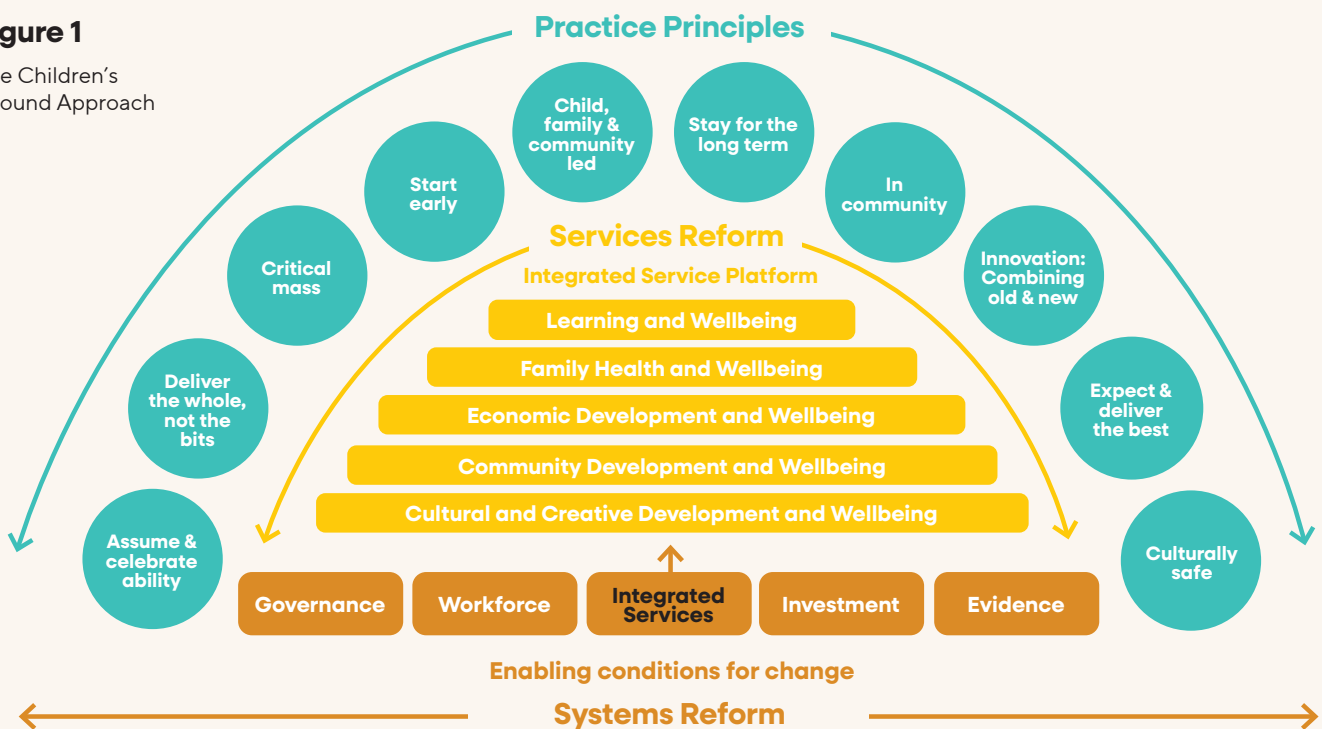 gure 1
e Children's
ound Approach
Practice Principles
Assume &
celebrate
ability
Deliver
the whole,
not the
bits
Critical
mass
Start
early
Child,
family &
community
led
Stay for the
long term
In
community
Innovation:
Combining
old & new
Expect &
deliver
the best
Culturally
safe
Services Reform
Integrated Service Platform
Learning and Wellbeing
Family Health and Wellbeing
Economic Development and Wellbeing
Community Development and Wellbeing
Cultural and Creative Development and Wellbeing
Governance
Workforce
Integrated
Services
Investment
Evidence
Enabling conditions for change
Systems Reform